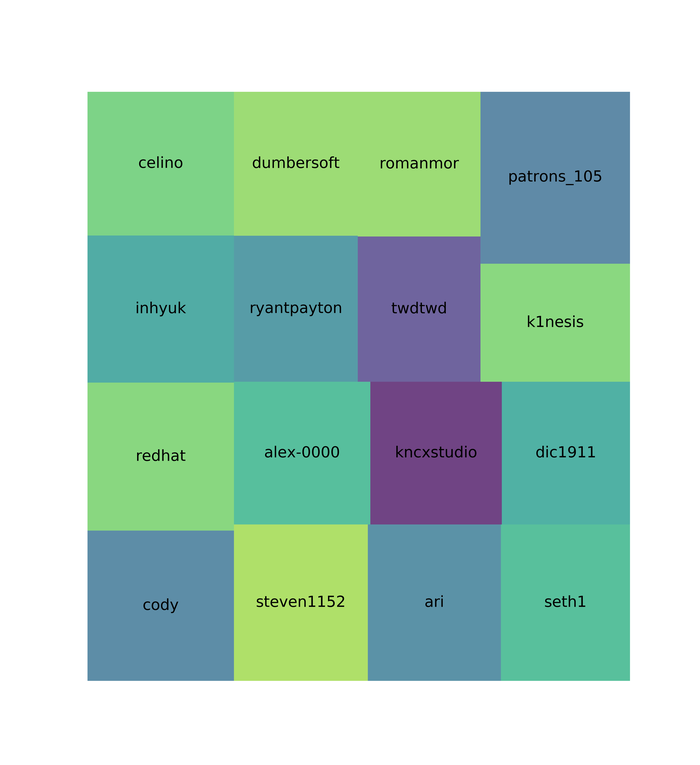 celino
dumbersoft
romanmor
patrons_105
inhyuk
ryantpayton
twdtwd
k1nesis
redhat
alex-0000
kncxstudio
dic1911
cody
steven1152
ari
seth1